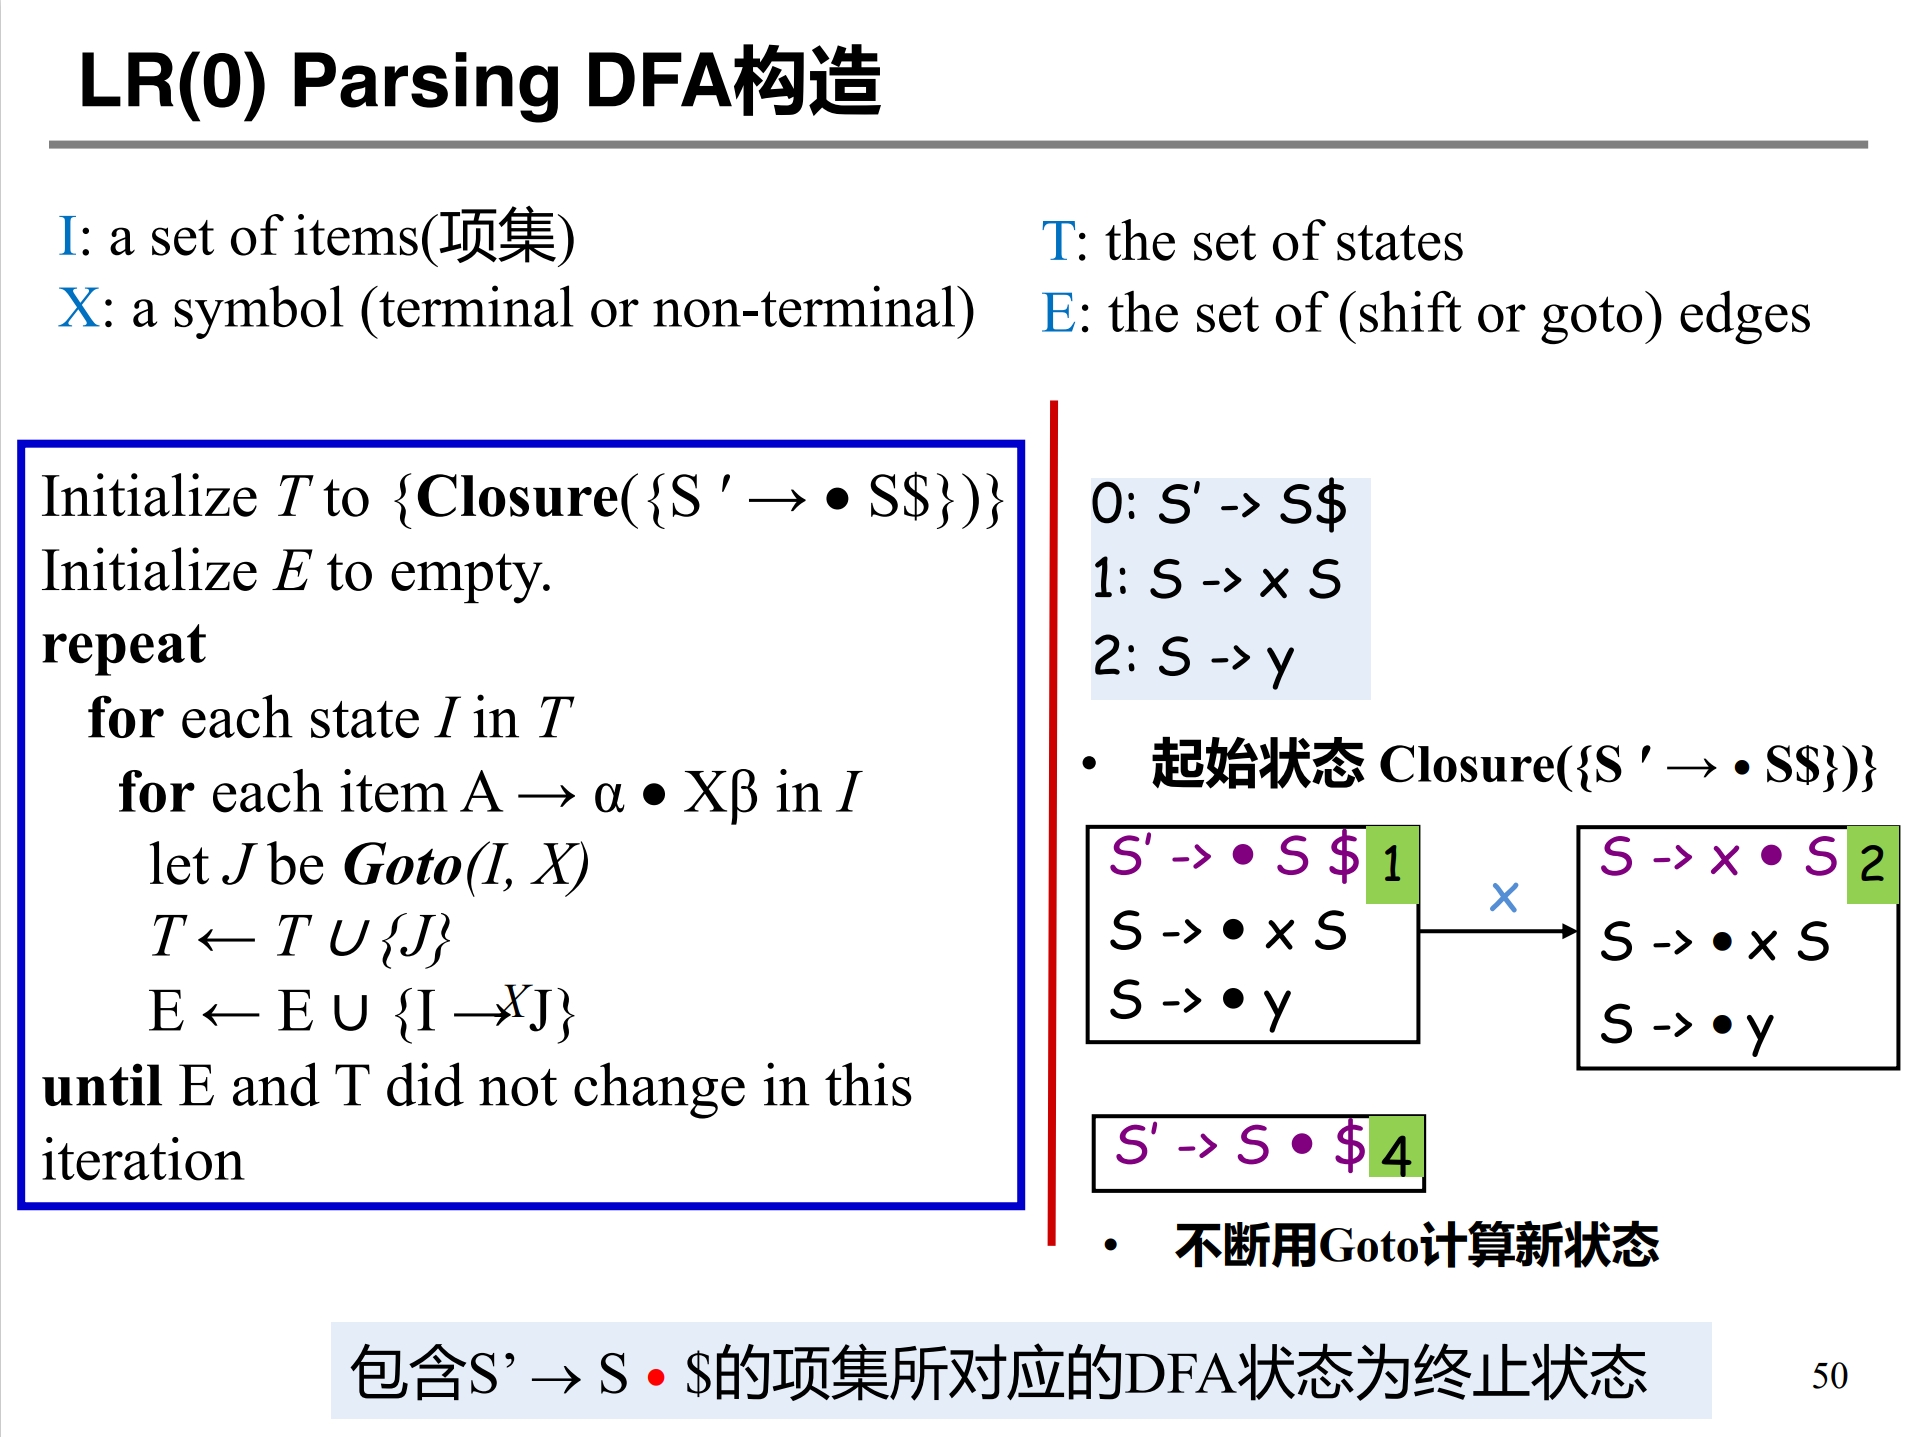 LR(0) Parsing DFA构造
I: a set of items(项集)
X: a symbol (terminal or non-terminal)
T: the set of states
E: the set of (shift or goto) edges
Initialize T to {Closure({S ′ → • S$})}
Initialize E to empty.
repeat
for each state I in T
for each item A → α • Xβ in I
let J be Goto(I, X)
T ← T ∪ {J}
E ← E ∪ {I →X J}
until E and T did not change in this
iteration
0: S' -> S$
1: S -> x S
2: S -> y
• 起始状态 Closure({S ′ → • S$})}
S' -> • S $ 1
S -> • x S
S -> • y
x
S -> x • S 2
S -> • x S
S -> • y
S' -> S • $ 4
• 不断用Goto计算新状态
包含S’ → S • $的项集所对应的DFA状态为终止状态
50